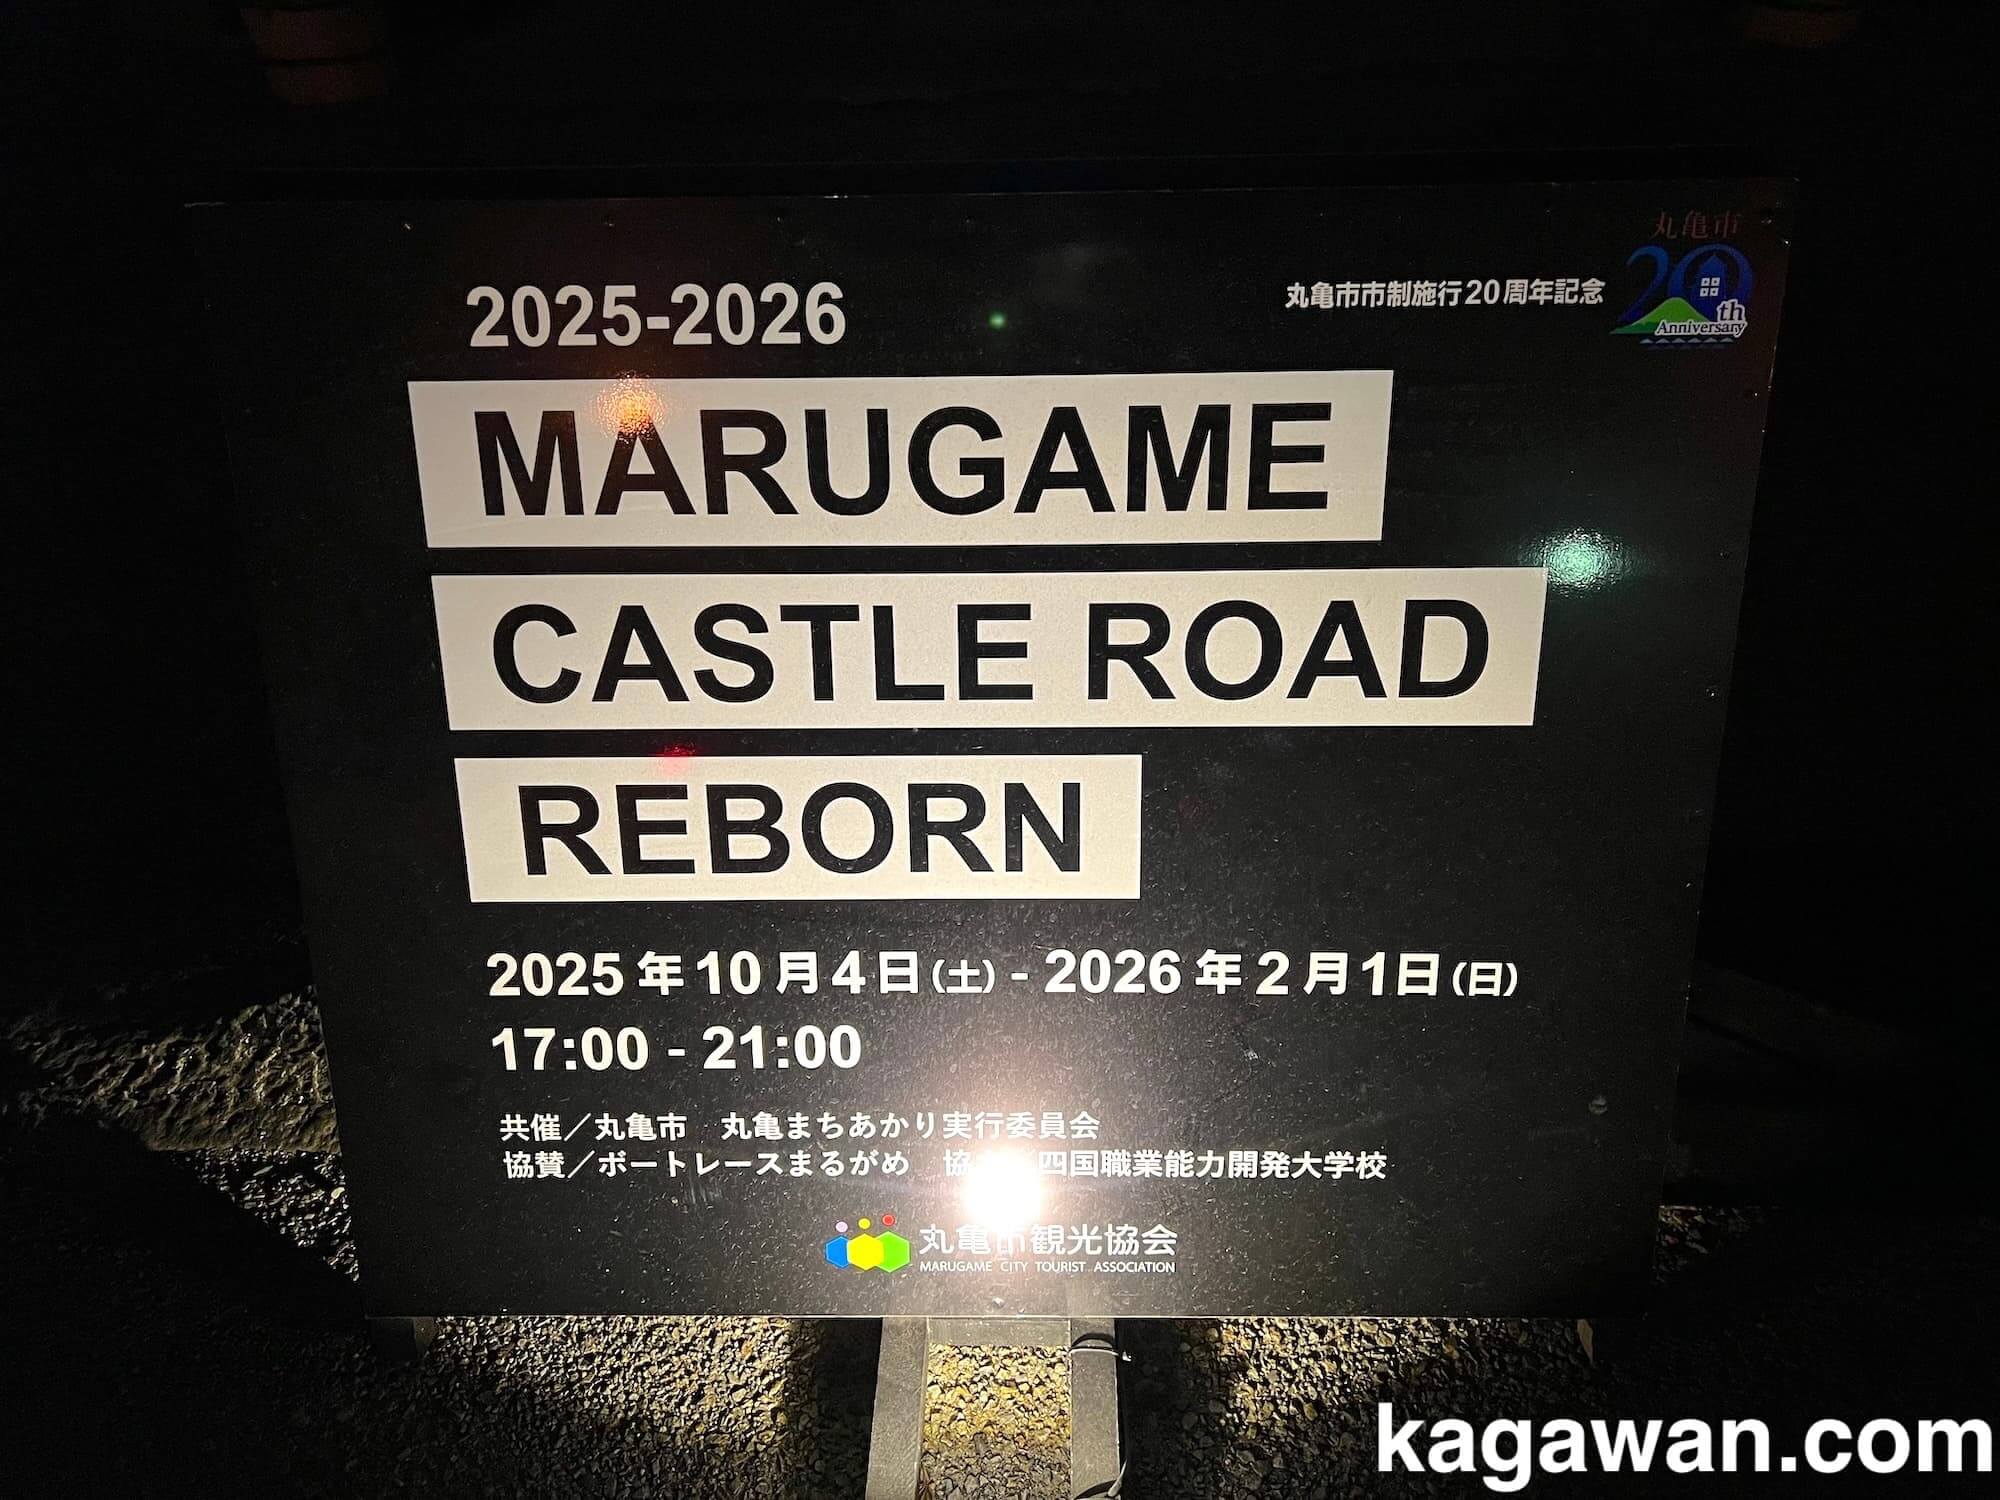 丸亀市
20th
Anniversary
丸亀市市制施行20周年記念
2025-2026
MARUGAME
CASTLE ROAD
REBORN
2025年10月4日(土) - 2026年2月1日(日)
17:00 - 21:00
共催/丸亀市 丸亀まちあかり実行委員会
協賛/ボートレースまるがめ 協 四国職業能力開発大学校
丸亀市観光協会
MARUGAME CITY TOURIST ASSOCIATION
kagawan.com